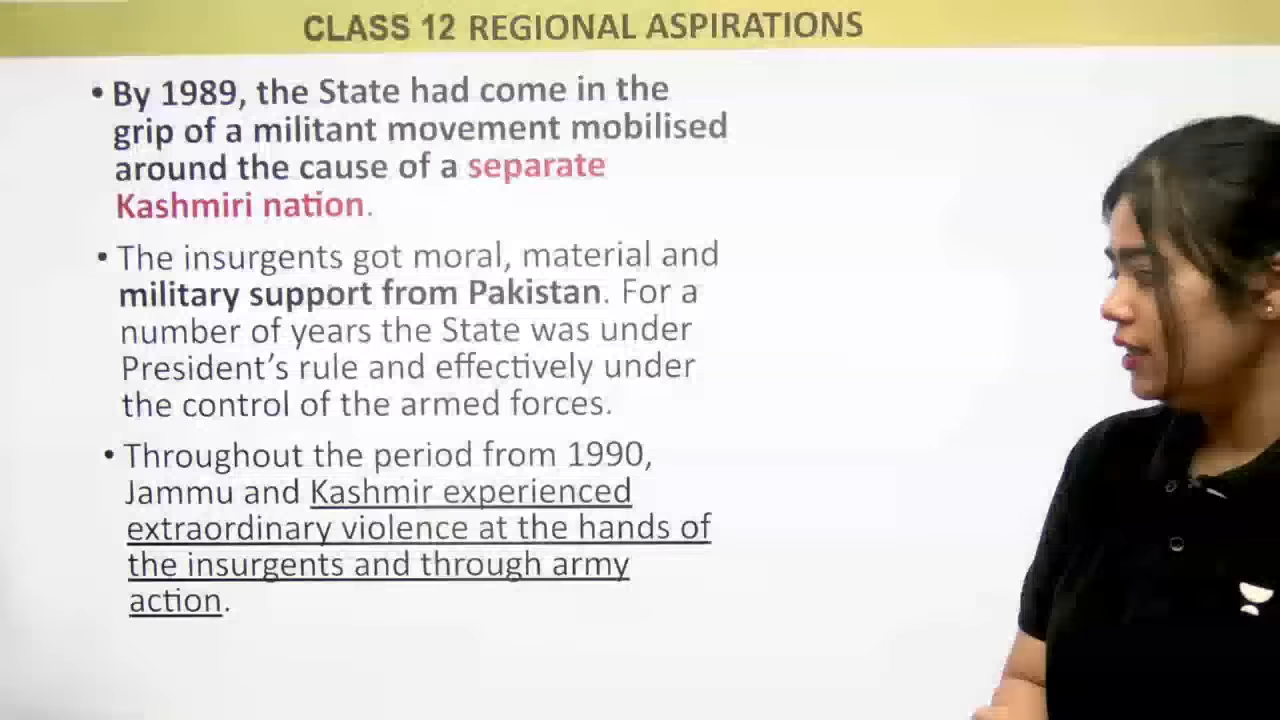 CLASS 12 REGIONAL ASPIRATIONS
• By 1989, the State had come in the
grip of a militant movement mobilised
around the cause of a separate
Kashmiri nation.
• The insurgents got moral, material and
military support from Pakistan. For a
number of years the State was under
President’s rule and effectively under
the control of the armed forces.
• Throughout the period from 1990,
Jammu and Kashmir experienced
extraordinary violence at the hands of
the insurgents and through army
action.